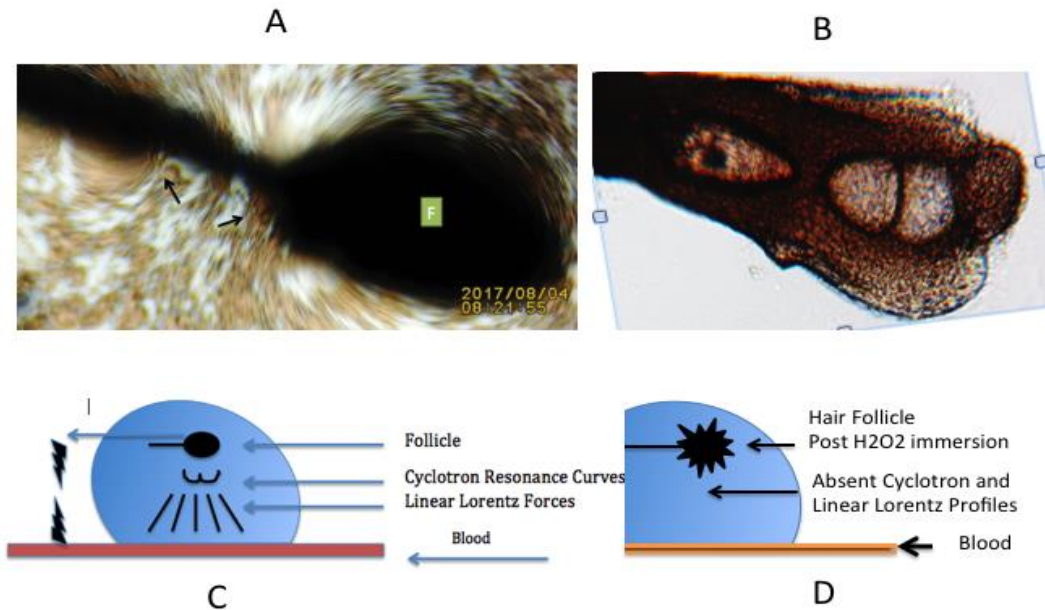 A
B
F
2017/08/04
08:21:55
Follicle
Cyclotron Resonance Curves
Linear Lorentz Forces
Blood
C
Hair Follicle
Post H2O2 immersion
Absent Cyclotron and
Linear Lorentz Profiles
Blood
D